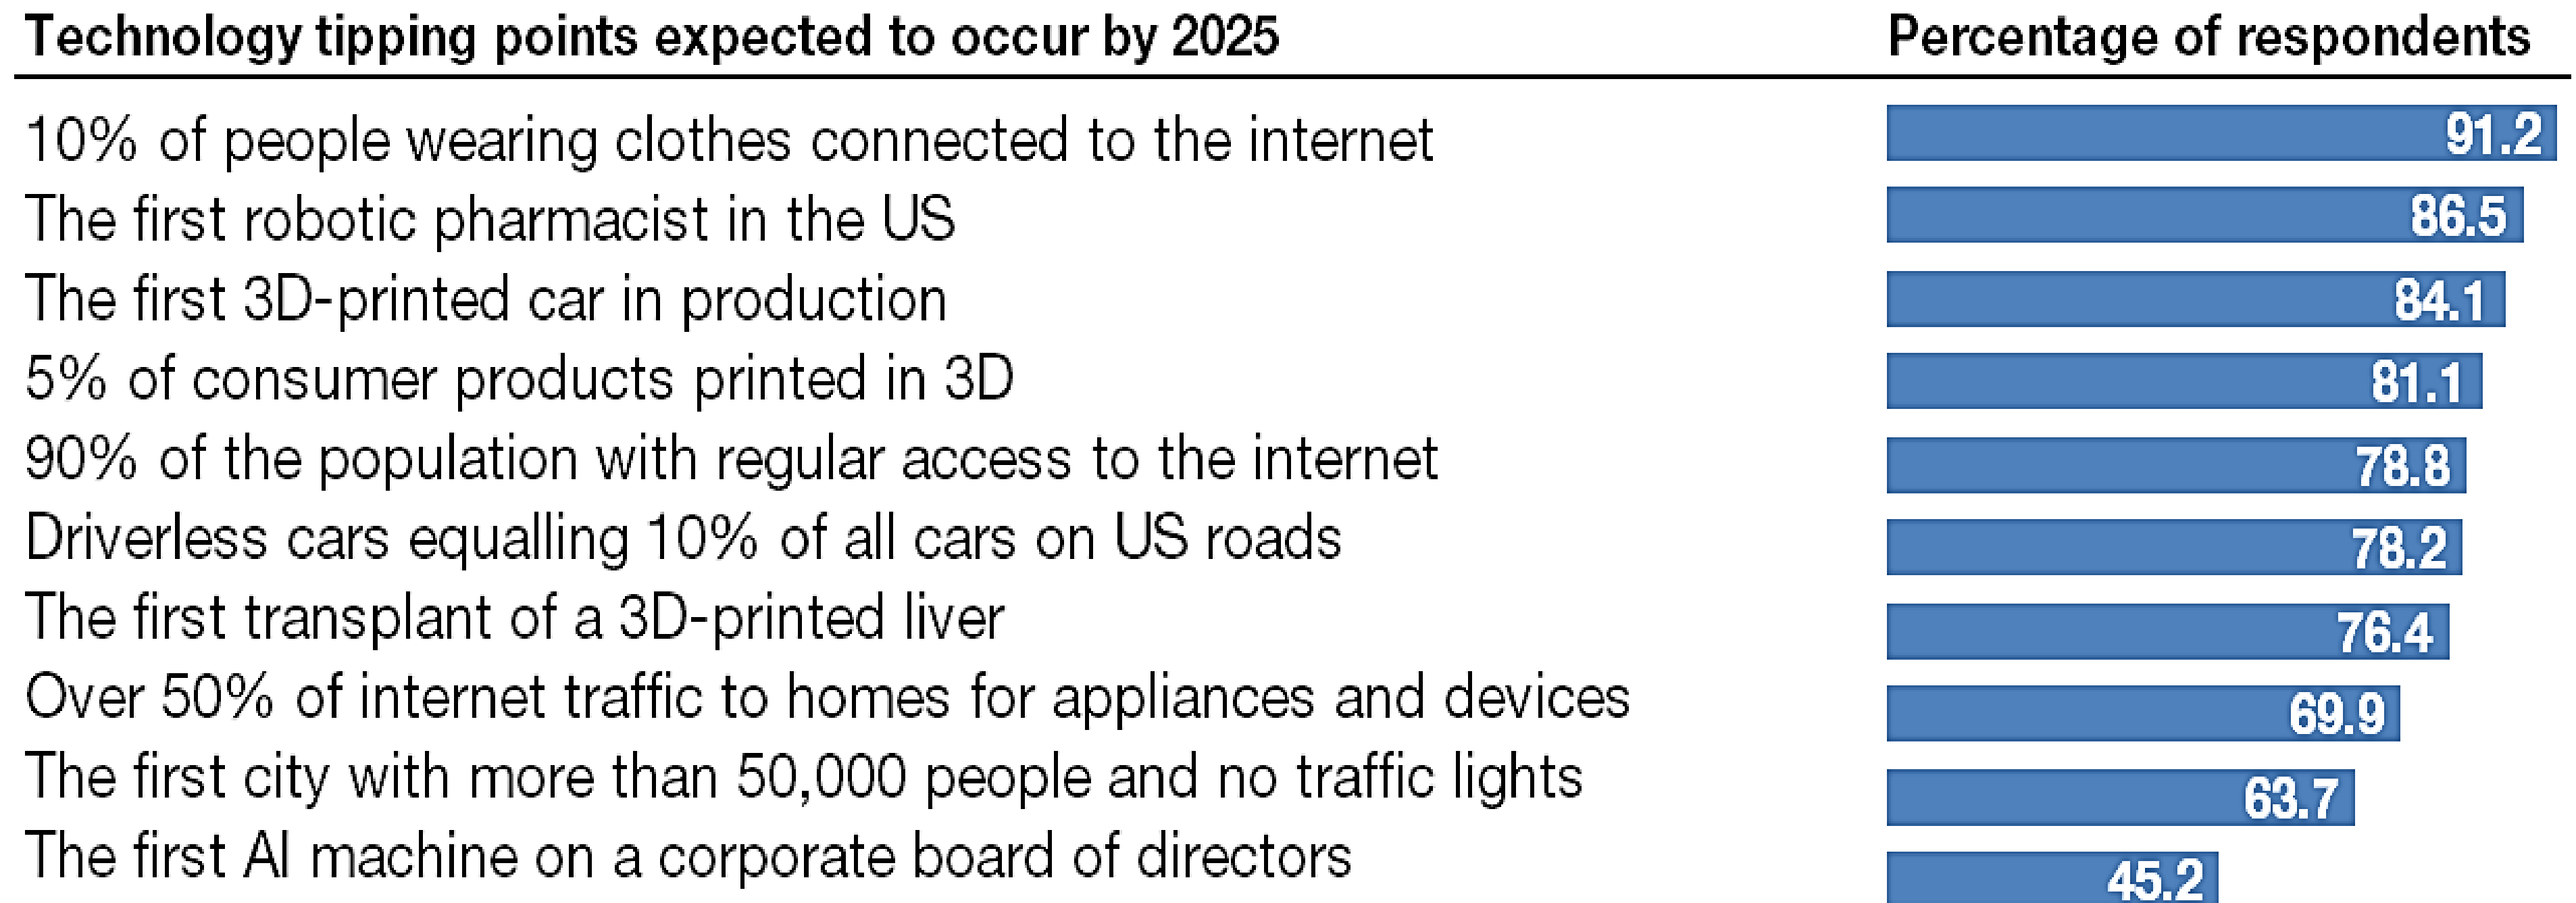 Technology tipping points expected to occur by 2025 Percentage of respondents
10% of people wearing clothes connected to the internet 91.2
The first robotic pharmacist in the US 86.5
The first 3D-printed car in production 84.1
5% of consumer products printed in 3D 81.1
90% of the population with regular access to the internet 78.8
Driverless cars equalling 10% of all cars on US roads 78.2
The first transplant of a 3D-printed liver 76.4
Over 50% of internet traffic to homes for appliances and devices 69.9
The first city with more than 50,000 people and no traffic lights 63.7
The first AI machine on a corporate board of directors 45.2